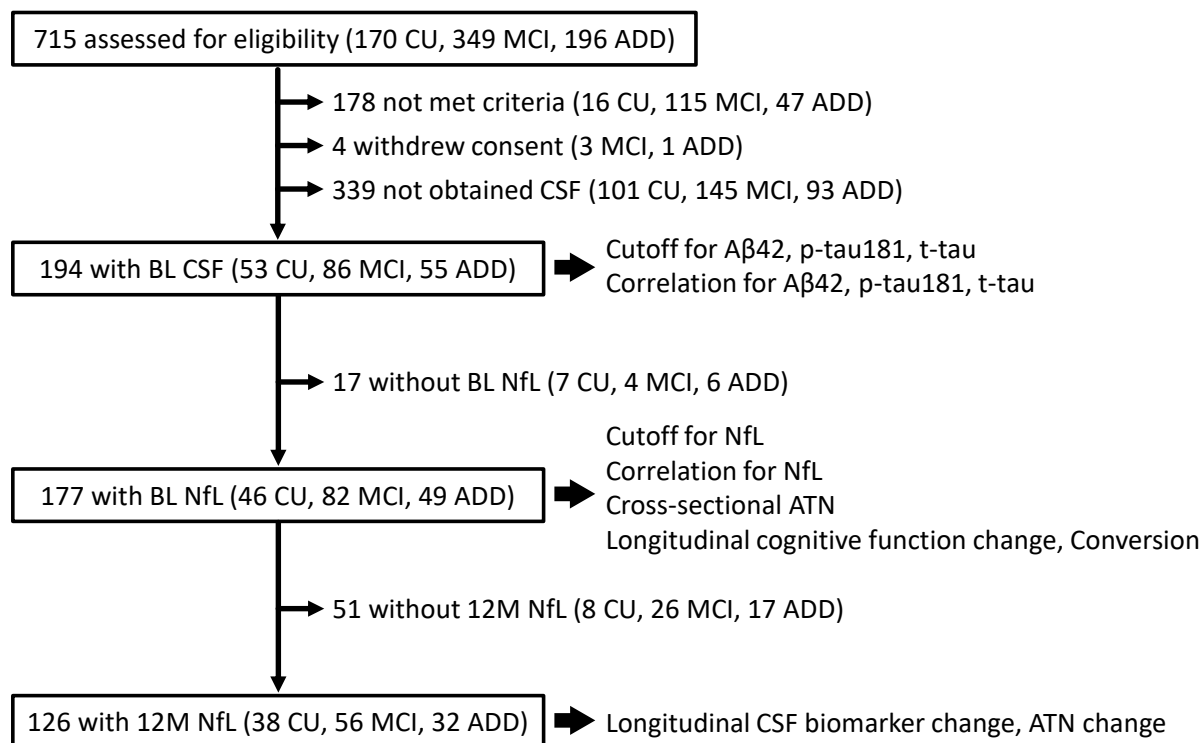 715 assessed for eligibility (170 CU, 349 MCI, 196 ADD)
178 not met criteria (16 CU, 115 MCI, 47 ADD)
4 withdrew consent (3 MCI, 1 ADD)
339 not obtained CSF (101 CU, 145 MCI, 93 ADD)
194 with BL CSF (53 CU, 86 MCI, 55 ADD)
Cutoff for Aβ42, p-tau181, t-tau
Correlation for Aβ42, p-tau181, t-tau
17 without BL NfL (7 CU, 4 MCI, 6 ADD)
177 with BL NfL (46 CU, 82 MCI, 49 ADD)
Cutoff for NfL
Correlation for NfL
Cross-sectional ATN
Longitudinal cognitive function change, Conversion
51 without 12M NfL (8 CU, 26 MCI, 17 ADD)
126 with 12M NfL (38 CU, 56 MCI, 32 ADD)
Longitudinal CSF biomarker change, ATN change